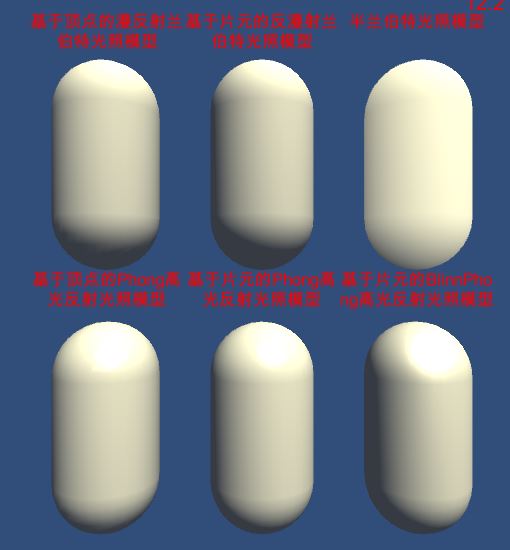 12.2
基于顶点的漫反射兰
伯特光照模型
基于片元的反漫射兰
伯特光照模型
半兰伯特光照模型
基于顶点的Phong高
光反射光照模型
基于片元的Phong高
光反射光照模型
基于片元的BlinnPho
ng高光反射光照模型